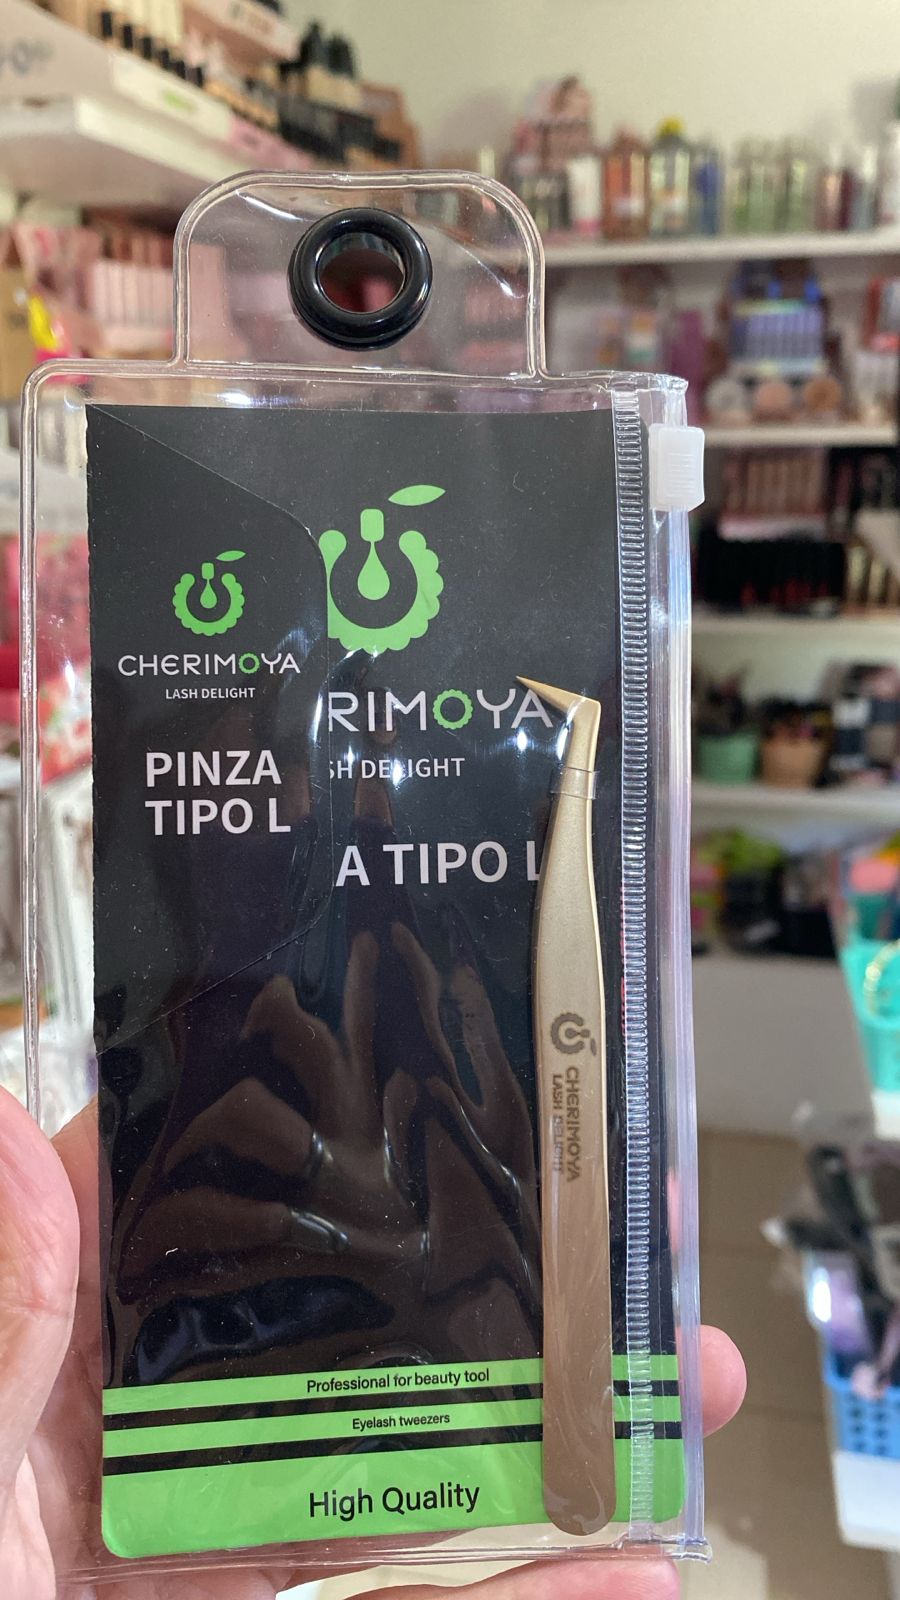 CHERIMOYA
LASH DELIGHT
PINZA
TIPO L
RIMOYA
SH DELIGHT
A TIPO L
CHERIMOYA
LASH DELIGHT
Professional for beauty tool
Eyelash tweezers
High Quality